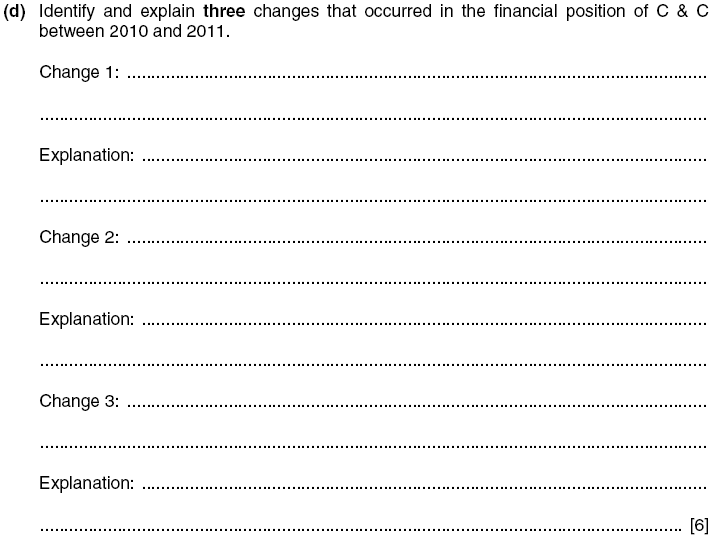 (d) Identify and explain three changes that occurred in the financial position of C & C
between 2010 and 2011.
Change 1: ..........................................................................................
..........................................................................................
Explanation: ..........................................................................................
..........................................................................................
Change 2: ..........................................................................................
..........................................................................................
Explanation: ..........................................................................................
..........................................................................................
Change 3: ..........................................................................................
..........................................................................................
Explanation: ..........................................................................................
.......................................................................................... [6]